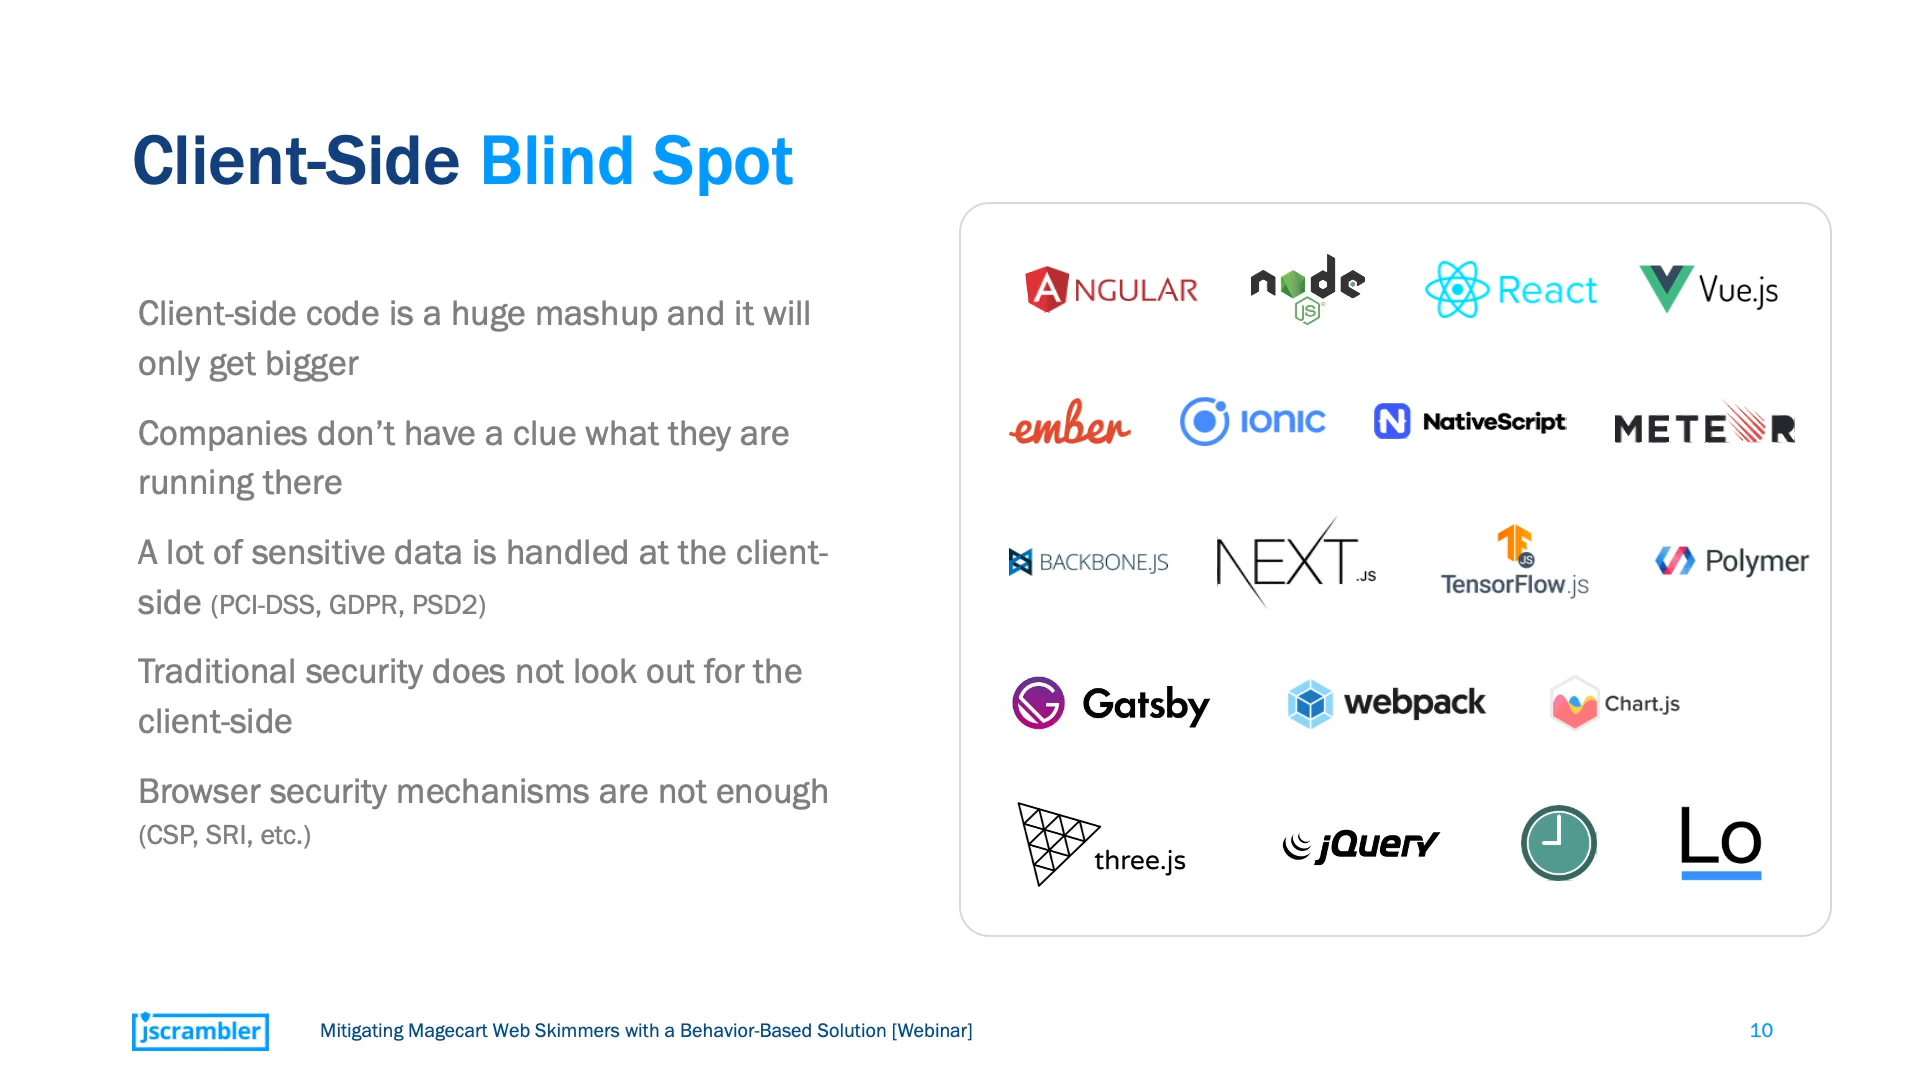 Client-Side Blind Spot
Client-side code is a huge mashup and it will
only get bigger
Companies don't have a clue what they are
running there
A lot of sensitive data is handled at the client-
side (PCI-DSS, GDPR, PSD2)
Traditional security does not look out for the
client-side
Browser security mechanisms are not enough
(CSP, SRI, etc.)
ANGULAR
node
JS
React
Vue.js
ember
IONIC
N NativeScript
METEOR
BACKBONE.JS
NEXT.JS
TF
JS
TensorFlow.js
Polymer
Gatsby
webpack
Chart.js
three.js
jQuery
Lo
jscrambler
Mitigating Magecart Web Skimmers with a Behavior-Based Solution [Webinar]
10